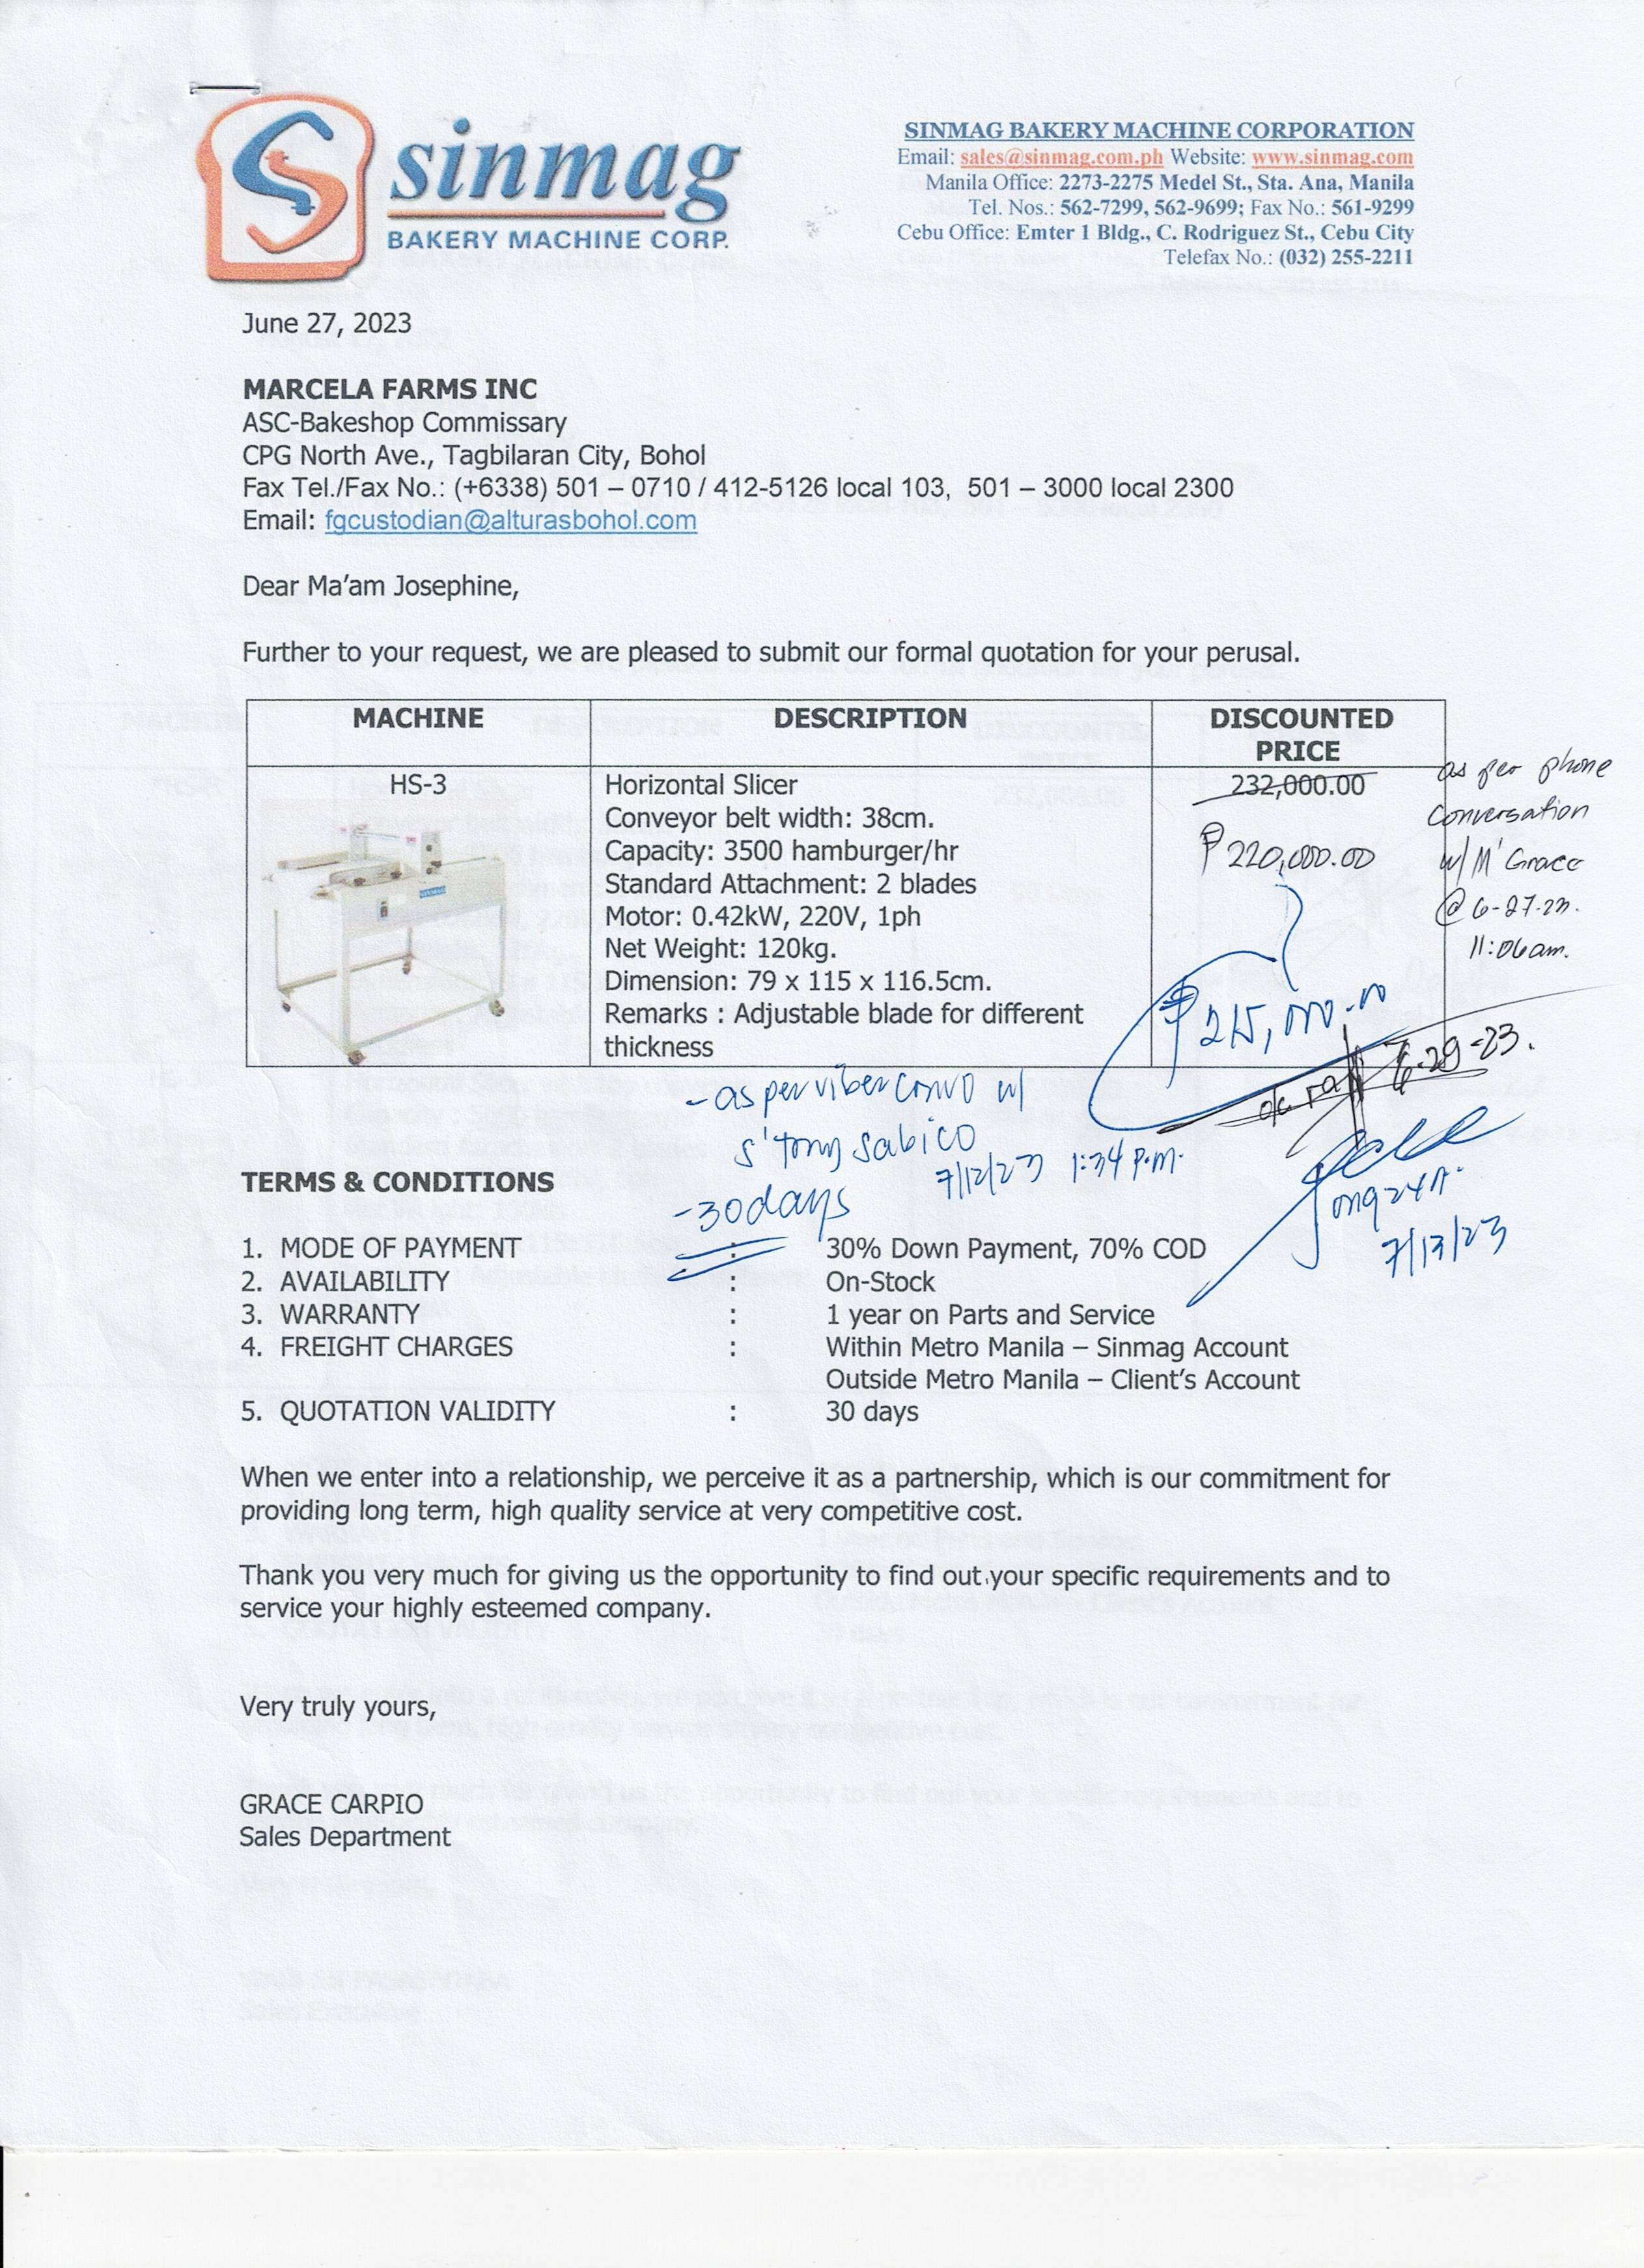 sinmag
BAKERY MACHINE CORP.
SINMAG BAKERY MACHINE CORPORATION
Email: sales@sinmag.com.ph Website: www.sinmag.com
Manila Office: 2273-2275 Medel St., Sta. Ana, Manila
Tel. Nos.: 562-7299, 562-9699; Fax No.: 561-9299
Cebu Office: Emter 1 Bldg., C. Rodriguez St., Cebu City
Telefax No.: (032) 255-2211
June 27, 2023
MARCELA FARMS INC
ASC-Bakeshop Commissary
CPG North Ave., Tagbilaran City, Bohol
Fax Tel./Fax No.: (+6338) 501 – 0710 / 412-5126 local 103, 501 – 3000 local 2300
Email: fgcustodian@alturasbohol.com
Dear Ma'am Josephine,
Further to your request, we are pleased to submit our formal quotation for your perusal.
MACHINE DESCRIPTION DISCOUNTED
PRICE
HS-3 Horizontal Slicer 232,000.00
Conveyor belt width: 38cm.
Capacity: 3500 hamburger/hr
Standard Attachment: 2 blades
Motor: 0.42kW, 220V, 1ph
Net Weight: 120kg.
Dimension: 79 x 115 x 116.5cm.
Remarks : Adjustable blade for different
thickness
SINMAG
₱220,000.00
as per phone
conversation
w/ M' Grace
@ 6-27-23.
11:06am.
₱215,000.00
6-29-23.
- as per viber convo w/
s' tony sabico
7/12/23 1:34 P.M.
- 30 days
7/13/23
TERMS & CONDITIONS
1. MODE OF PAYMENT : 30% Down Payment, 70% COD
2. AVAILABILITY : On-Stock
3. WARRANTY : 1 year on Parts and Service
4. FREIGHT CHARGES : Within Metro Manila – Sinmag Account
Outside Metro Manila – Client's Account
5. QUOTATION VALIDITY : 30 days
When we enter into a relationship, we perceive it as a partnership, which is our commitment for
providing long term, high quality service at very competitive cost.
Thank you very much for giving us the opportunity to find out your specific requirements and to
service your highly esteemed company.
Very truly yours,
GRACE CARPIO
Sales Department